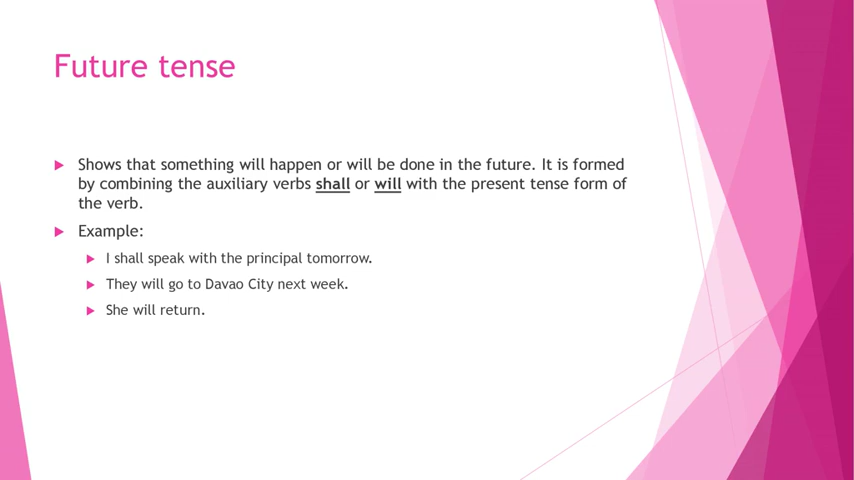 Future tense
Shows that something will happen or will be done in the future. It is formed
by combining the auxiliary verbs shall or will with the present tense form of
the verb.
Example:
I shall speak with the principal tomorrow.
They will go to Davao City next week.
She will return.